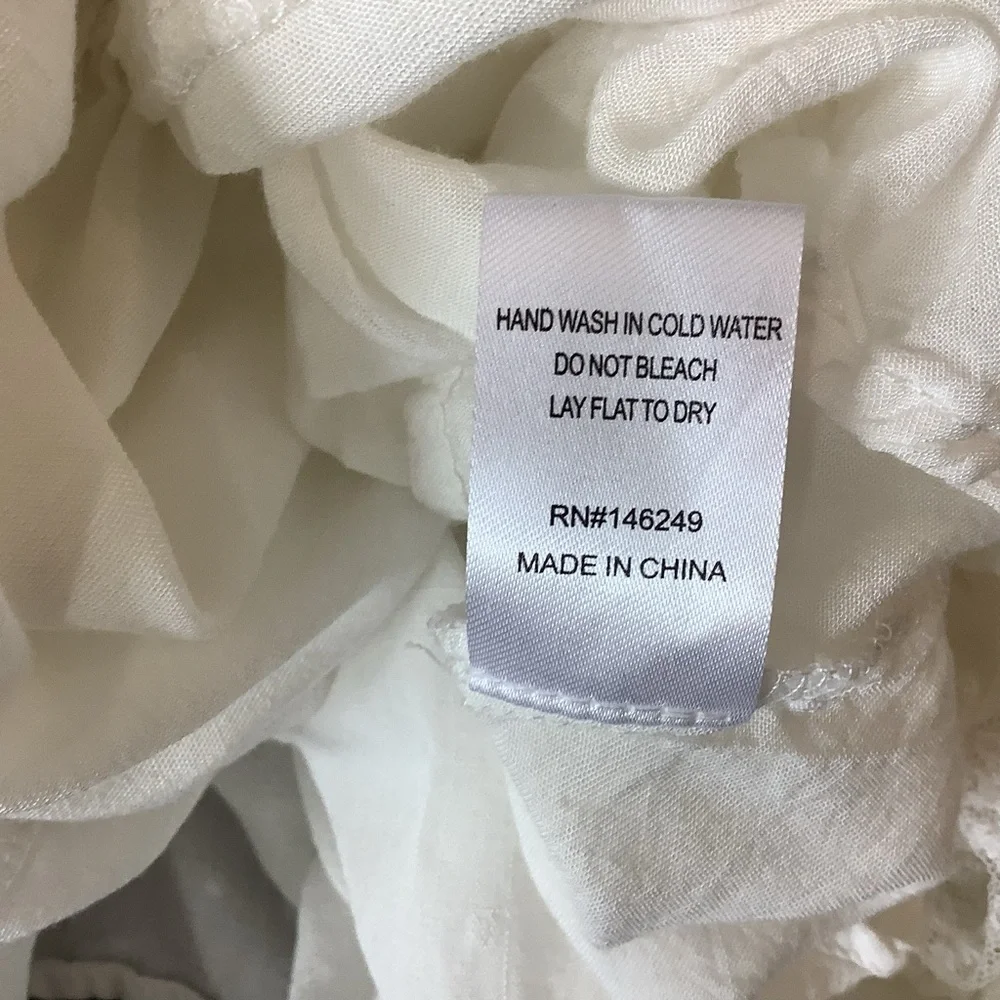 HAND WASH IN COLD WATER
DO NOT BLEACH
LAY FLAT TO DRY
RN#146249
MADE IN CHINA